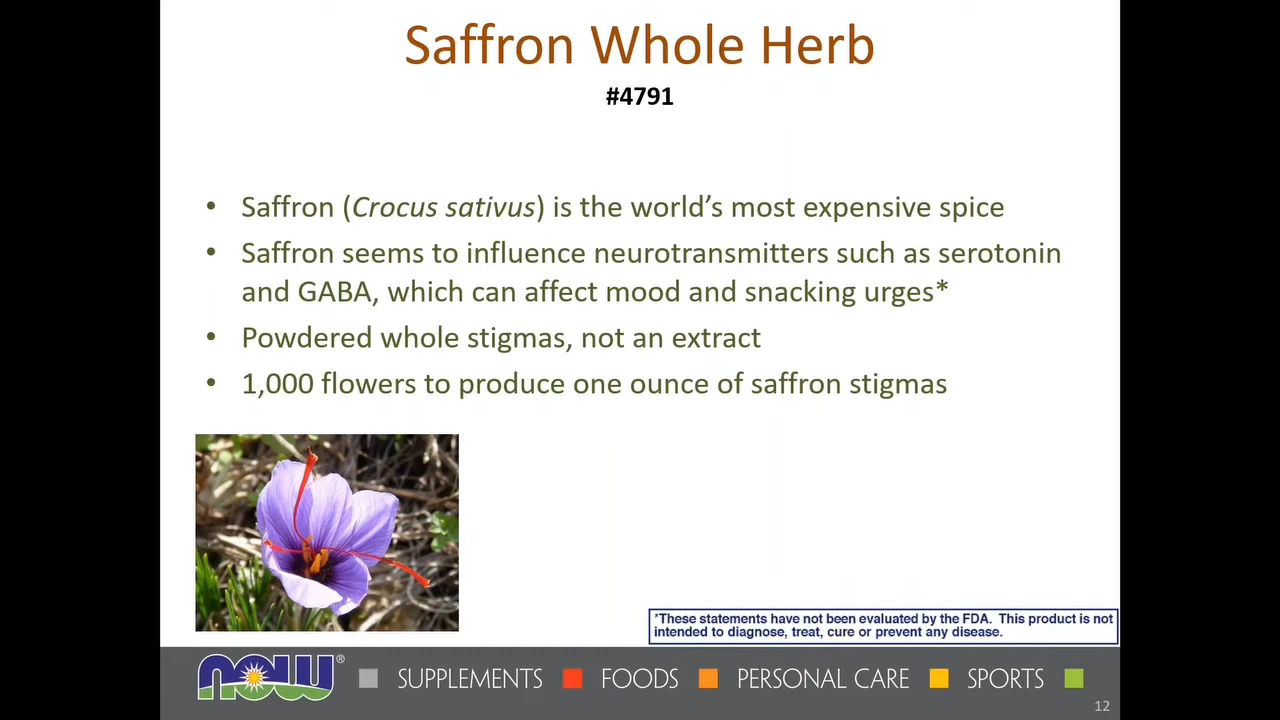 Saffron Whole Herb
#4791
• Saffron (Crocus sativus) is the world’s most expensive spice
• Saffron seems to influence neurotransmitters such as serotonin
and GABA, which can affect mood and snacking urges*
• Powdered whole stigmas, not an extract
• 1,000 flowers to produce one ounce of saffron stigmas
*These statements have not been evaluated by the FDA. This product is not
intended to diagnose, treat, cure or prevent any disease.
now® SUPPLEMENTS FOODS PERSONAL CARE SPORTS
12